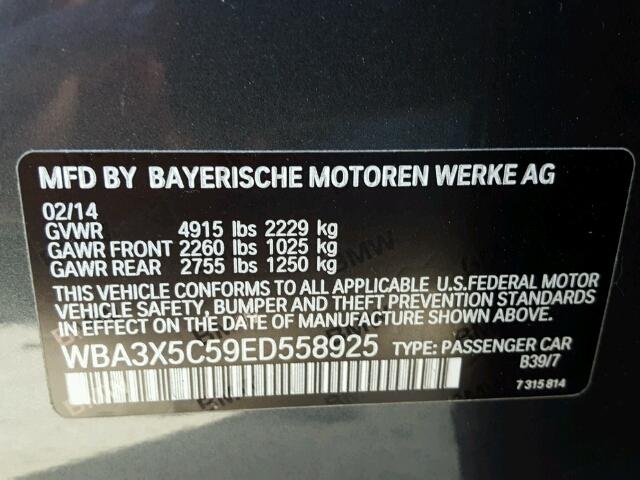 MFD BY BAYERISCHE MOTOREN WERKE AG
02/14
GVWR 4915 lbs 2229 kg
GAWR FRONT 2260 lbs 1025 kg
GAWR REAR 2755 lbs 1250 kg
THIS VEHICLE CONFORMS TO ALL APPLICABLE U.S.FEDERAL MOTOR
VEHICLE SAFETY, BUMPER AND THEFT PREVENTION STANDARDS
IN EFFECT ON THE DATE OF MANUFACTURE SHOWN ABOVE.
WBA3X5C59ED558925 TYPE: PASSENGER CAR
B39/7
7 315 814